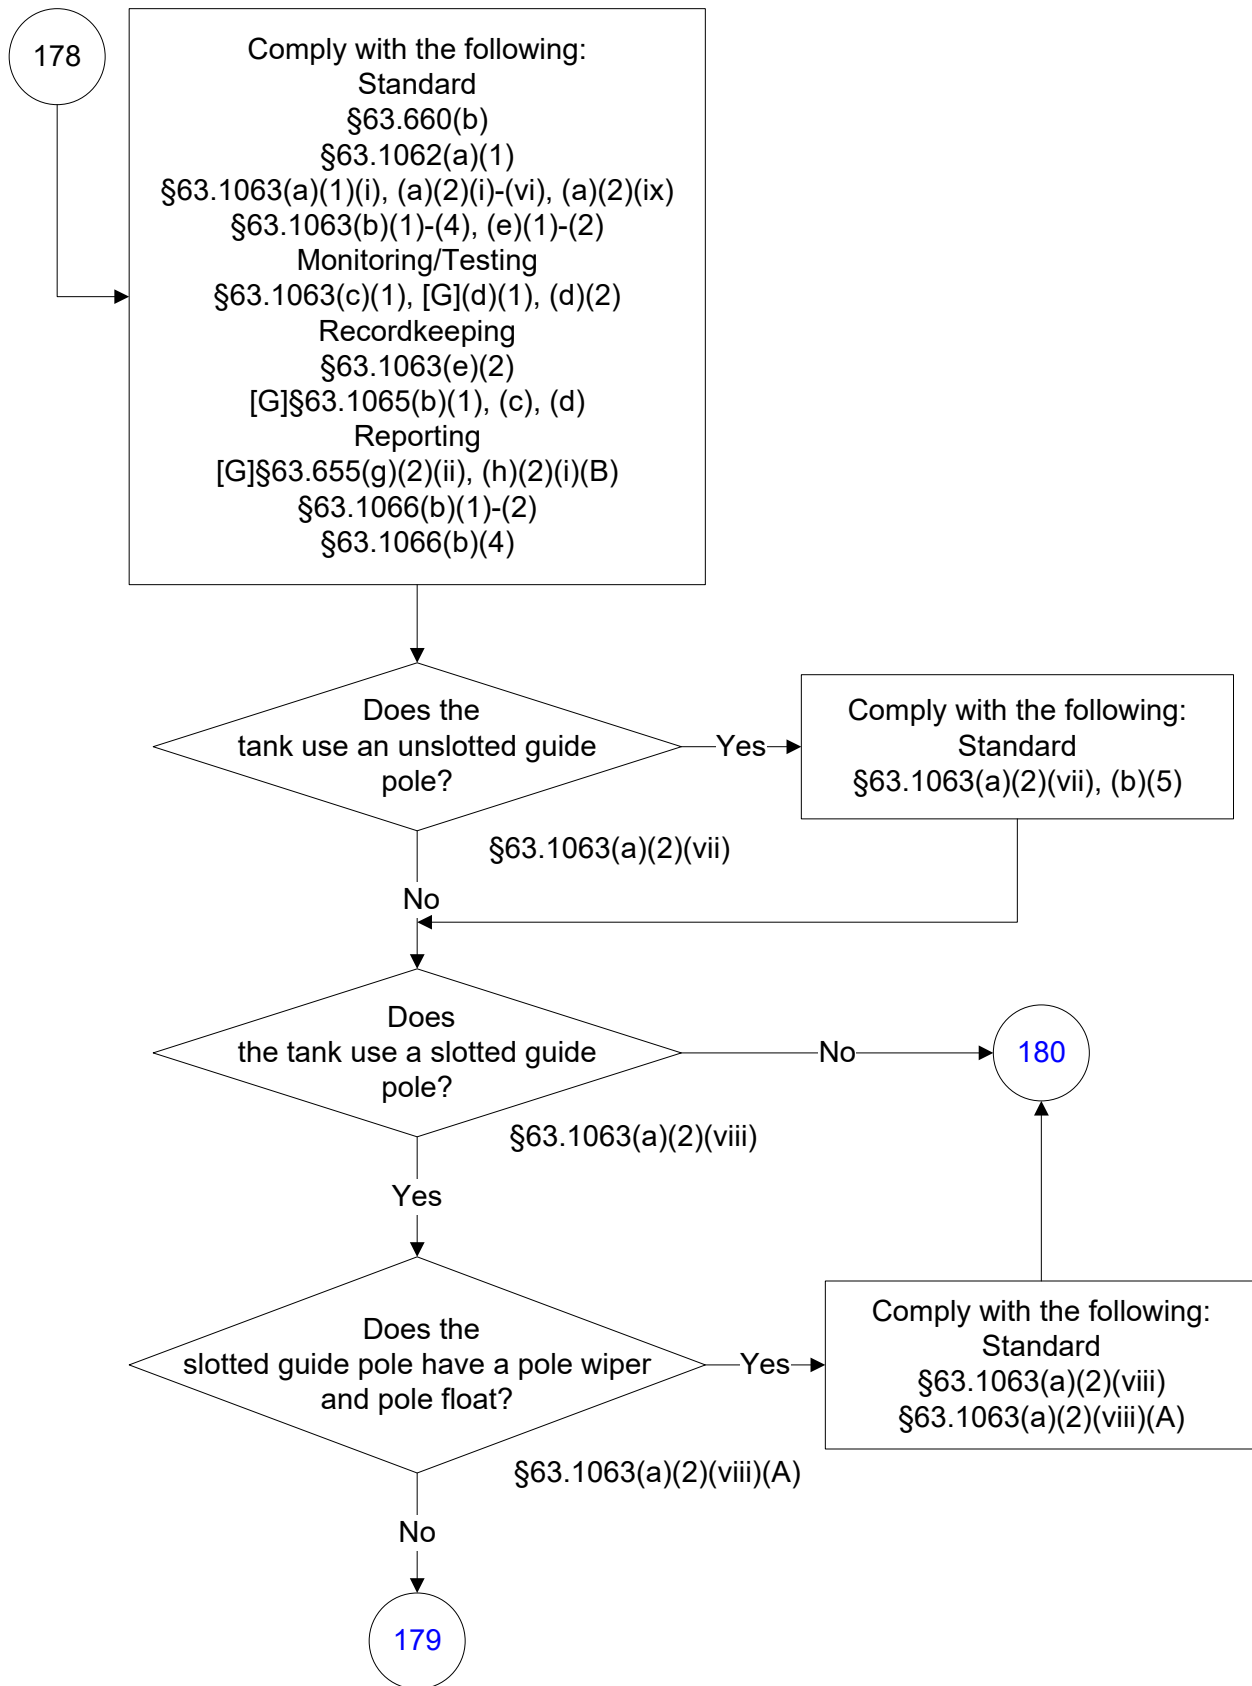 178
Comply with the following:
Standard
§63.660(b)
§63.1062(a)(1)
§63.1063(a)(1)(i), (a)(2)(i)-(vi), (a)(2)(ix)
§63.1063(b)(1)-(4), (e)(1)-(2)
Monitoring/Testing
§63.1063(c)(1), [G](d)(1), (d)(2)
Recordkeeping
§63.1063(e)(2)
[G]§63.1065(b)(1), (c), (d)
Reporting
[G]§63.655(g)(2)(ii), (h)(2)(i)(B)
§63.1066(b)(1)-(2)
§63.1066(b)(4)
Does the
tank use an unslotted guide
pole?
Yes
Comply with the following:
Standard
§63.1063(a)(2)(vii), (b)(5)
§63.1063(a)(2)(vii)
No
Does
the tank use a slotted guide
pole?
No
180
§63.1063(a)(2)(viii)
Yes
Does the
slotted guide pole have a pole wiper
and pole float?
Yes
Comply with the following:
Standard
§63.1063(a)(2)(viii)
§63.1063(a)(2)(viii)(A)
§63.1063(a)(2)(viii)(A)
No
179